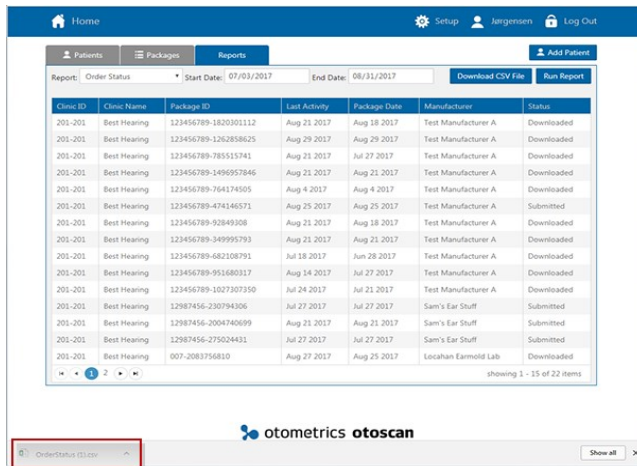 Home Setup Jørgensen Log Out
Patients Packages Reports Add Patient
Report: Order Status Start Date: 07/03/2017 End Date: 08/31/2017 Download CSV File Run Report
Clinic ID Clinic Name Package ID Last Activity Package Date Manufacturer Status
201-201 Best Hearing 123456789-1820301112 Aug 21 2017 Aug 18 2017 Test Manufacturer A Downloaded
201-201 Best Hearing 123456789-1262858625 Aug 29 2017 Aug 29 2017 Test Manufacturer A Downloaded
201-201 Best Hearing 123456789-785515741 Aug 21 2017 Jul 27 2017 Test Manufacturer A Downloaded
201-201 Best Hearing 123456789-1496957846 Aug 21 2017 Aug 21 2017 Test Manufacturer A Downloaded
201-201 Best Hearing 123456789-764174505 Aug 4 2017 Aug 4 2017 Test Manufacturer A Downloaded
201-201 Best Hearing 123456789-474146571 Aug 25 2017 Aug 25 2017 Test Manufacturer A Submitted
201-201 Best Hearing 123456789-92849308 Aug 21 2017 Aug 18 2017 Test Manufacturer A Downloaded
201-201 Best Hearing 123456789-349995793 Aug 21 2017 Aug 21 2017 Test Manufacturer A Downloaded
201-201 Best Hearing 123456789-682108791 Jul 18 2017 Jun 28 2017 Test Manufacturer A Downloaded
201-201 Best Hearing 123456789-951680317 Aug 14 2017 Jul 27 2017 Test Manufacturer A Downloaded
201-201 Best Hearing 123456789-1027307350 Jul 24 2017 Jul 21 2017 Test Manufacturer A Downloaded
201-201 Best Hearing 12987456-230794306 Jul 27 2017 Jul 27 2017 Sam's Ear Stuff Submitted
201-201 Best Hearing 12987456-2004740699 Aug 21 2017 Aug 21 2017 Sam's Ear Stuff Submitted
201-201 Best Hearing 12987456-275024431 Jul 27 2017 Jul 27 2017 Sam's Ear Stuff Submitted
201-201 Best Hearing 007-2083756810 Aug 27 2017 Aug 25 2017 Locahan Earmold Lab Downloaded
1 2 showing 1 - 15 of 22 items
otometrics otoscan
OrderStatus (1).csv Show all